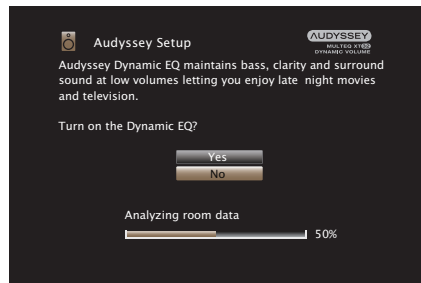 Audyssey Setup
AUDYSSEY
MULTEQ XT32
DYNAMIC VOLUME
Audyssey Dynamic EQ maintains bass, clarity and surround
sound at low volumes letting you enjoy late night movies
and television.
Turn on the Dynamic EQ?
Yes
No
Analyzing room data
50%